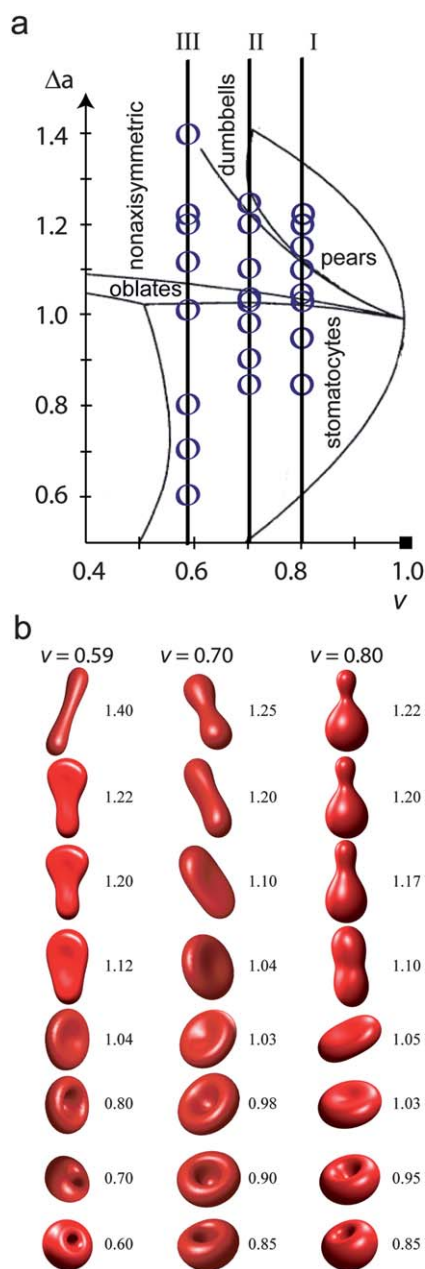 a
III II I
Δa
1.4
1.2
1.0
0.8
0.6
nonaxisymmetric
dumbbells
pears
oblates
stomatocytes
0.4 0.6 0.8 1.0
v
b
v = 0.59 v = 0.70 v = 0.80
1.40 1.25 1.22
1.22 1.20 1.20
1.20 1.10 1.17
1.12 1.04 1.10
1.04 1.03 1.05
0.80 0.98 1.03
0.70 0.90 0.95
0.60 0.85 0.85